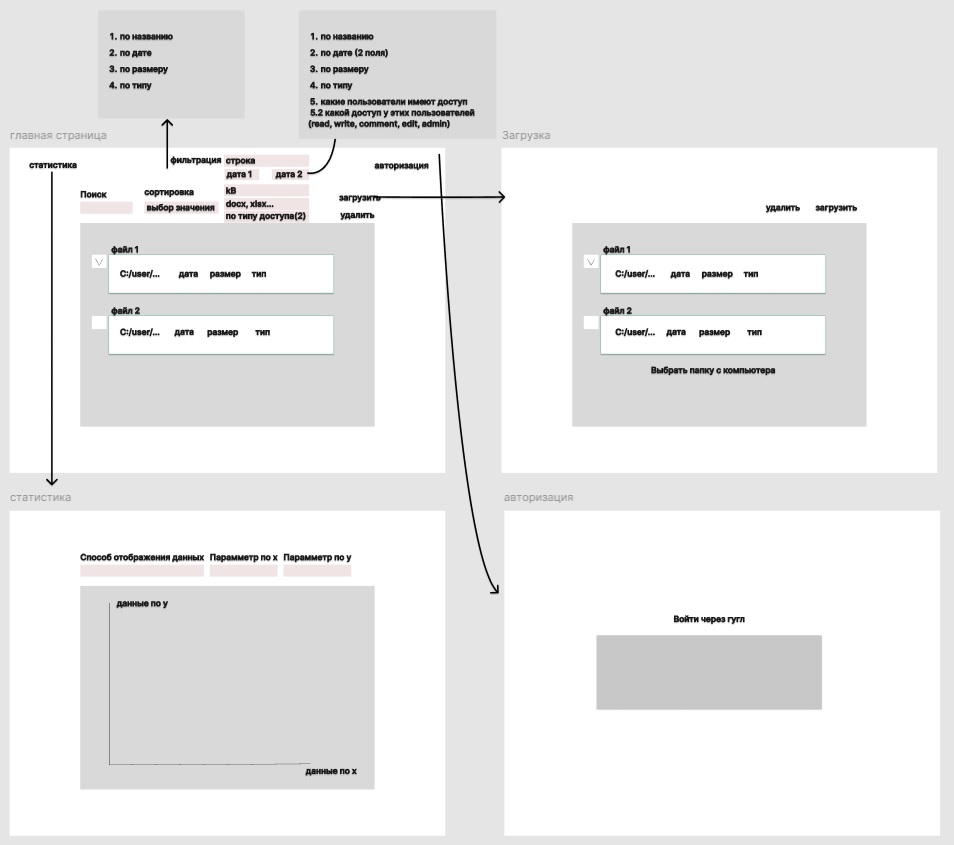 1. по названию
2. по дате
3. по размеру
4. по типу
1. по названию
2. по дате (2 поля)
3. по размеру
4. по типу
5. какие пользователи имеют доступ
5.2 какой доступ у этих пользователей
(read, write, comment, edit, admin)
главная страница
статистика
фильтрация
строка
дата 1
дата 2
авторизация
Поиск
сортировка
выбор значения
kB
docx, xlsx...
по типу доступа(2)
загрузить
удалить
файл 1
C:/user/... дата размер тип
файл 2
C:/user/... дата размер тип
Загрузка
удалить загрузить
файл 1
C:/user/... дата размер тип
файл 2
C:/user/... дата размер тип
Выбрать папку с компьютера
статистика
Способ отображения данных Парамметр по x Парамметр по y
данные по y
данные по x
авторизация
Войти через гугл